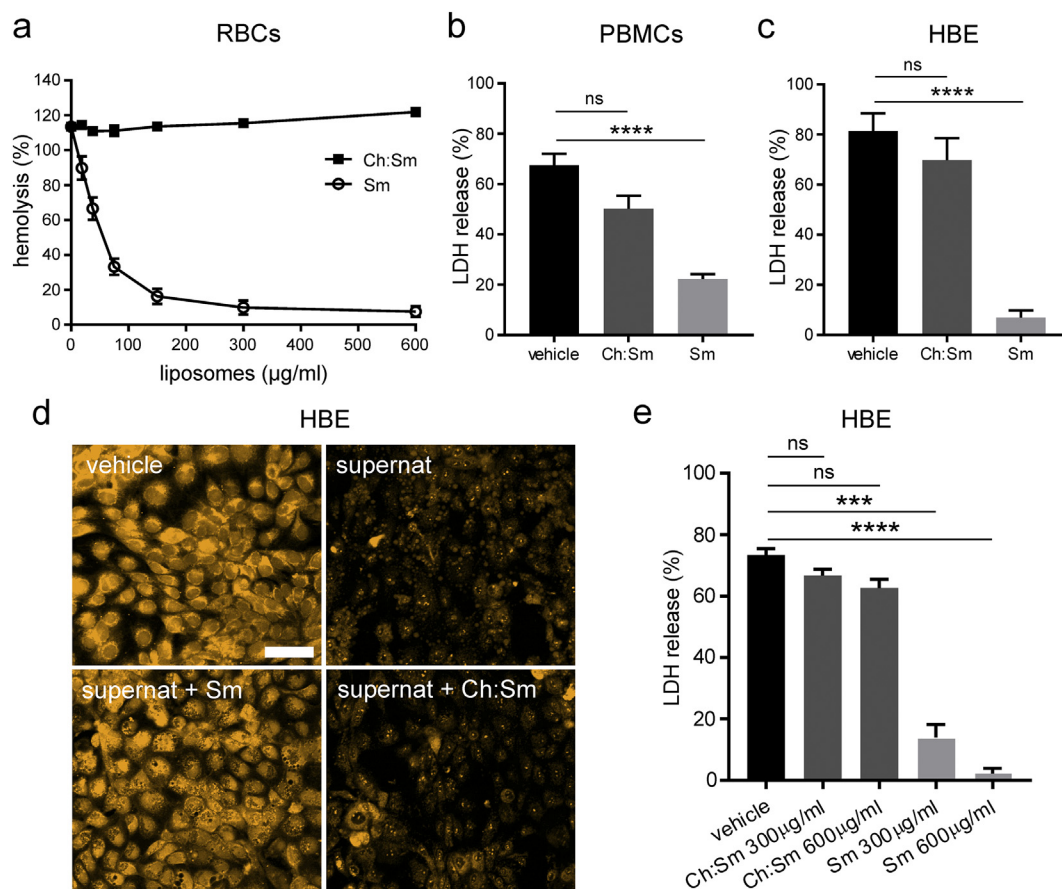 a
RBCs
hemolysis (%)
140
120
100
80
60
40
20
0
0 100 200 300 400 500 600
liposomes (µg/ml)
Ch:Sm
Sm
b
PBMCs
LDH release (%)
100
80
60
40
20
0
ns
****
vehicle Ch:Sm Sm
c
HBE
LDH release (%)
100
80
60
40
20
0
ns
****
vehicle Ch:Sm Sm
d
HBE
vehicle
supernat
supernat + Sm
supernat + Ch:Sm
e
HBE
LDH release (%)
100
80
60
40
20
0
ns
ns
***
****
vehicle
Ch:Sm 300µg/ml
Ch:Sm 600µg/ml
Sm 300µg/ml
Sm 600µg/ml